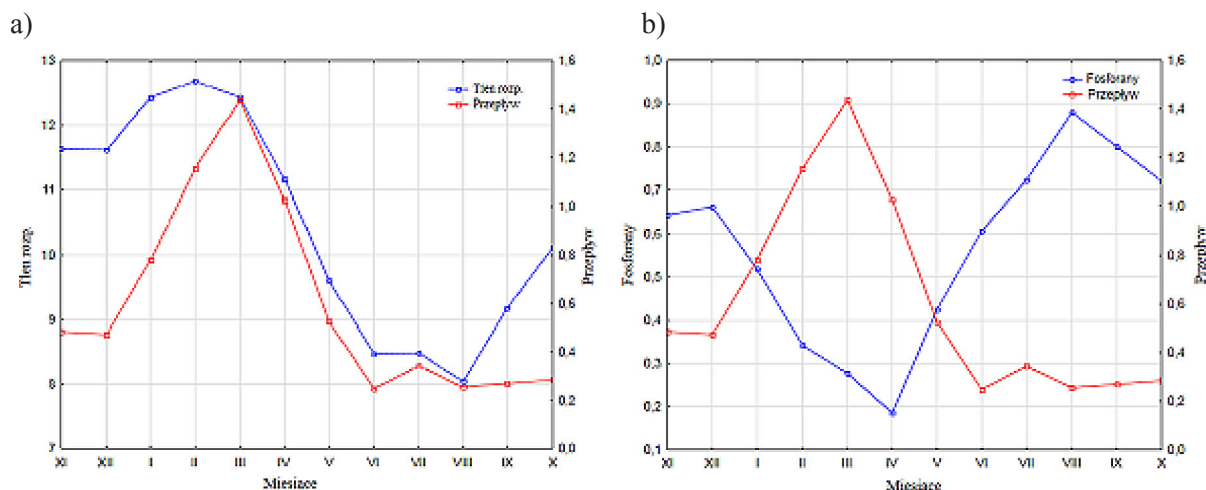 a)
13
12
11
10
9
8
7
Tlen rozp.
1,6
1,4
1,2
1,0
0,8
0,6
0,4
0,2
0,0
Przepływ
Tlen rozp.
Przepływ
XI XII I II III IV V VI VII VIII IX X
Miesiace
b)
1,0
0,9
0,8
0,7
0,6
0,5
0,4
0,3
0,2
0,1
Fosforany
1,6
1,4
1,2
1,0
0,8
0,6
0,4
0,2
0,0
Przepływ
Fosforany
Przepływ
XI XII I II III IV V VI VII VIII IX X
Miesiace